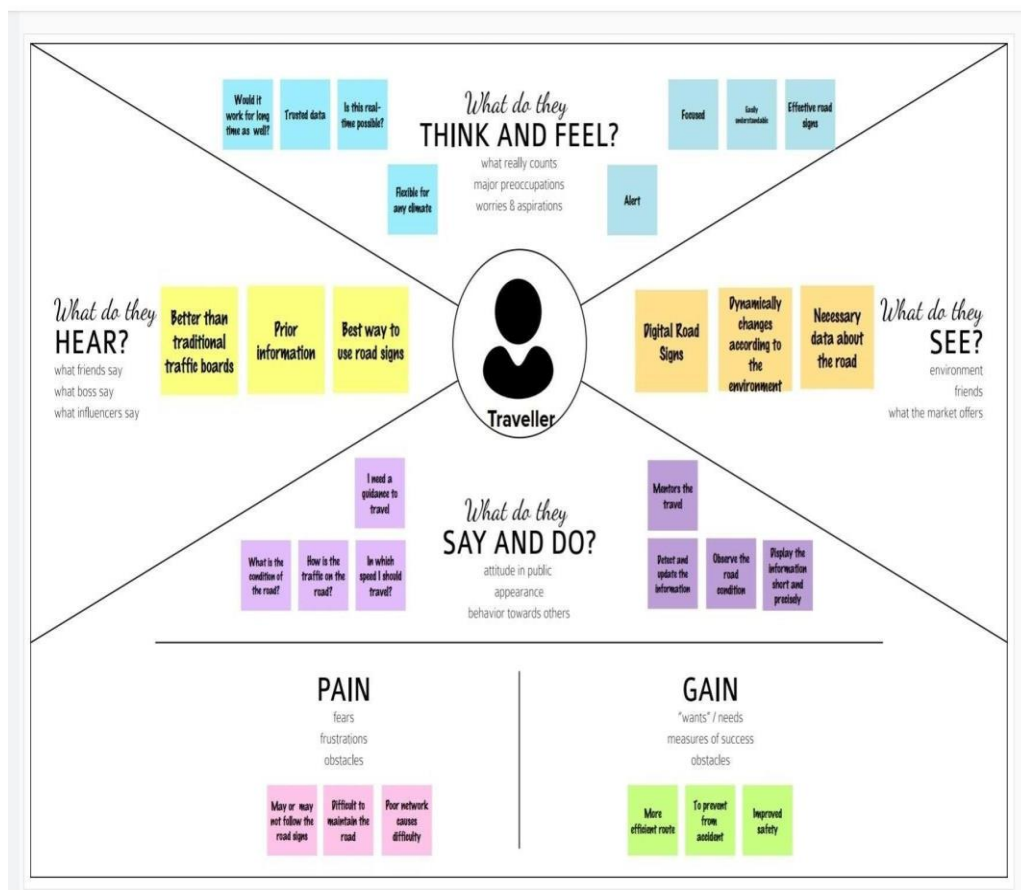 What do they
THINK AND FEEL?
what really counts
major preoccupations
worries & aspirations
Would it
work for long
time as well?
Trusted data
Is this real-
time possible?
Flexible for
any climate
Focused
Easily
understandable
Effective road
signs
Alert
What do they
HEAR?
what friends say
what boss say
what influencers say
Better than
traditional
traffic boards
Prior
information
Best way to
use road signs
Traveller
Digital Road
Signs
Dynamically
changes
according to
the
environment
Necessary
data about
the road
What do they
SEE?
environment
friends
what the market offers
What do they
SAY AND DO?
attitude in public
appearance
behavior towards others
I need a
guidance to
travel
What is the
condition of
the road?
How is the
traffic on the
road?
In which
speed I should
travel?
Mentors the
travel
Detect and
update the
information
Observe the
road
condition
Display the
information
short and
precisely
PAIN
fears
frustrations
obstacles
May or may
not follow the
road signs
Difficult to
maintain the
road
Poor network
causes
difficulty
GAIN
"wants" / needs
measures of success
obstacles
More
efficient route
To prevent
from
accident
Improved
safety